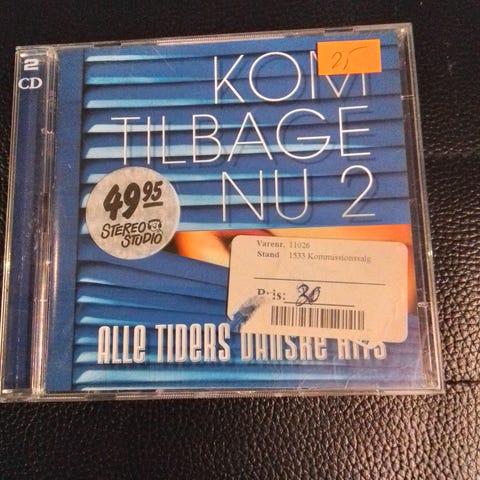 2
CD
KOM
25,-
TILBAGE
NU 2
49.95
STEREO
STUDIO
Varenr. 11026
Stand 1533 Kommissionssalg
Pris: 30
ALLE TIDERS DANSKE HITS